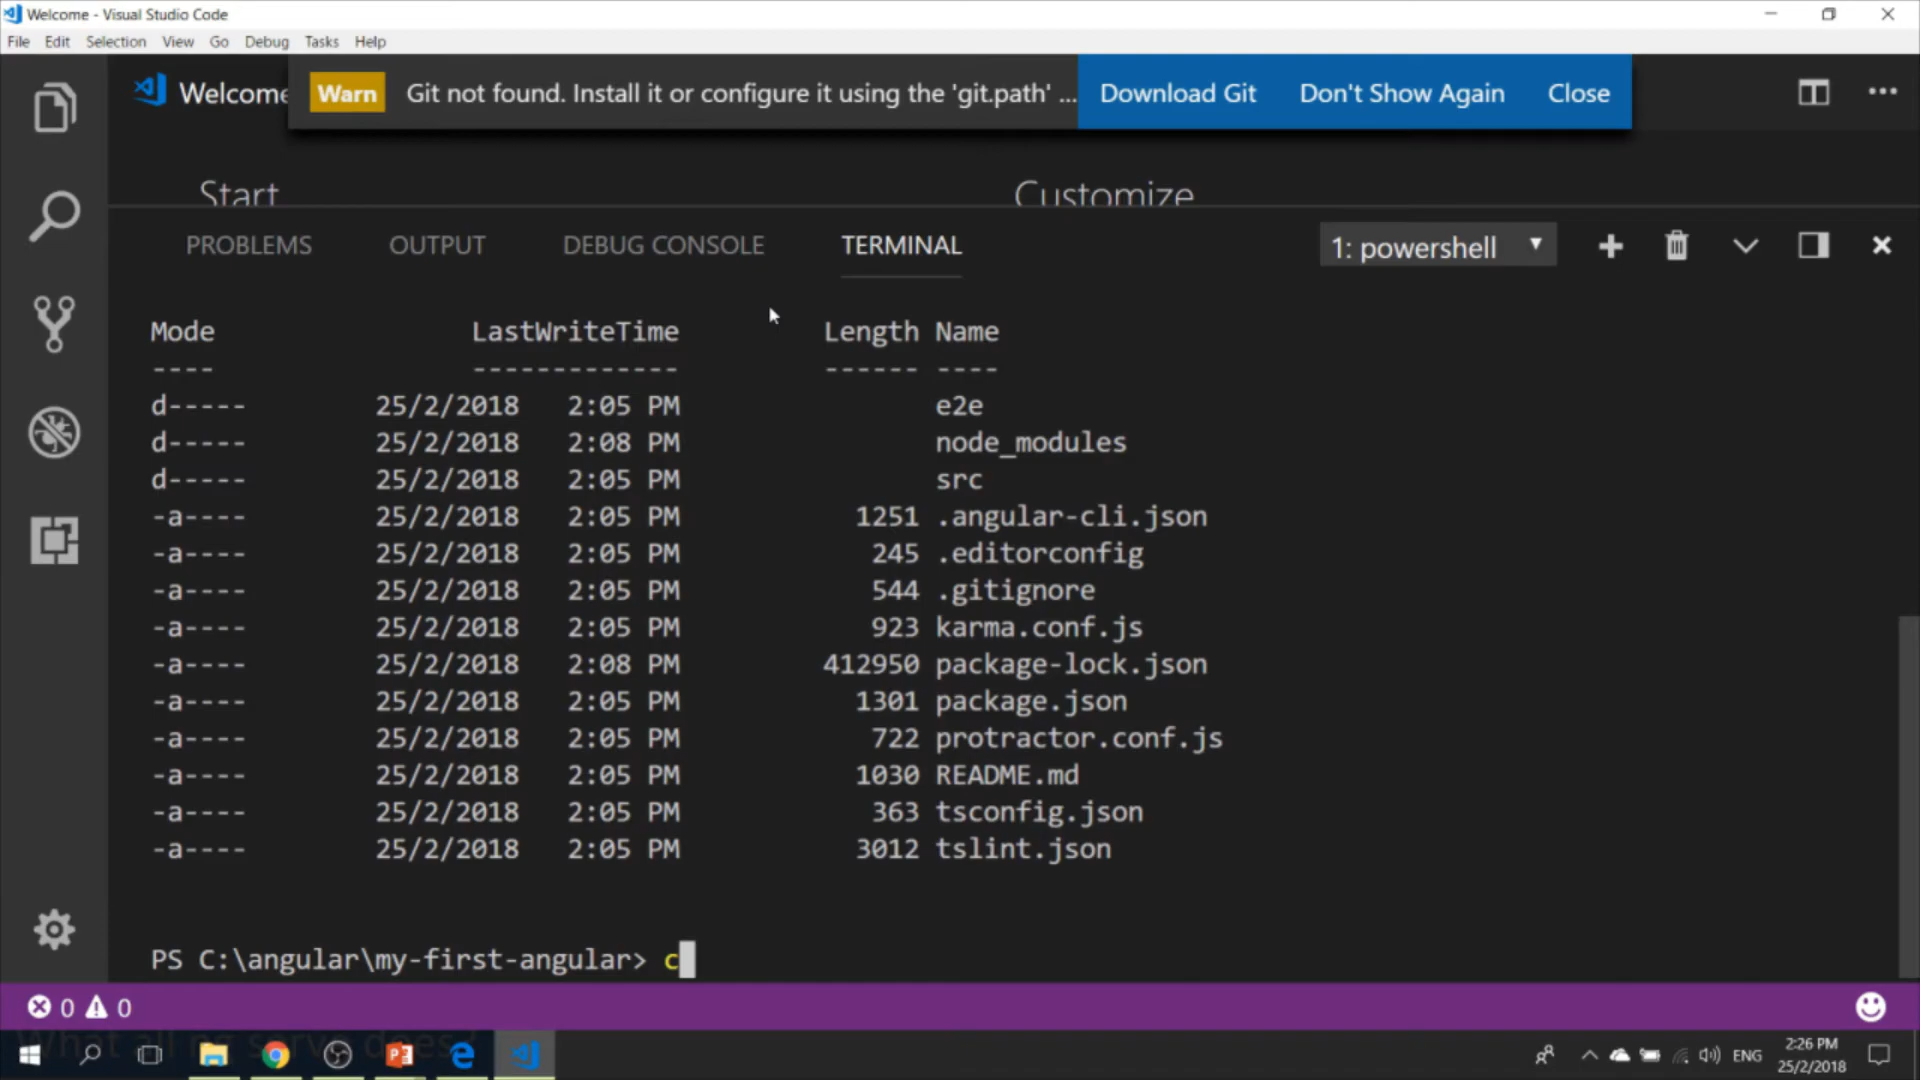 Welcome - Visual Studio Code
File Edit Selection View Go Debug Tasks Help
Welcome
Warn Git not found. Install it or configure it using the 'git.path' ... Download Git Don't Show Again Close
Start Customize
PROBLEMS OUTPUT DEBUG CONSOLE TERMINAL 1: powershell
Mode LastWriteTime Length Name
---- ------------- ------ ----
d----- 25/2/2018 2:05 PM e2e
d----- 25/2/2018 2:08 PM node_modules
d----- 25/2/2018 2:05 PM src
-a---- 25/2/2018 2:05 PM 1251 .angular-cli.json
-a---- 25/2/2018 2:05 PM 245 .editorconfig
-a---- 25/2/2018 2:05 PM 544 .gitignore
-a---- 25/2/2018 2:05 PM 923 karma.conf.js
-a---- 25/2/2018 2:08 PM 412950 package-lock.json
-a---- 25/2/2018 2:05 PM 1301 package.json
-a---- 25/2/2018 2:05 PM 722 protractor.conf.js
-a---- 25/2/2018 2:05 PM 1030 README.md
-a---- 25/2/2018 2:05 PM 363 tsconfig.json
-a---- 25/2/2018 2:05 PM 3012 tslint.json
PS C:\angular\my-first-angular> c
0 0
What all ng serve does?
ENG 2:26 PM
25/2/2018